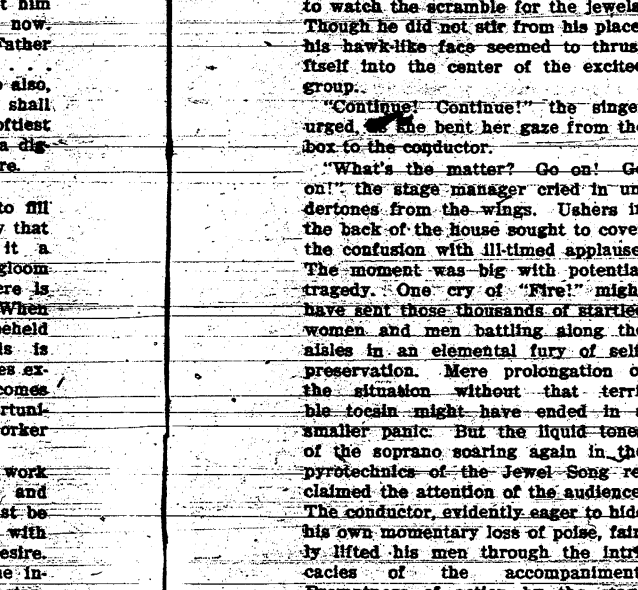 t him
now.
Father
. . .
also,
shall
oftiest
a dig-
re.
to fill
y that
it a
gloom
ere is
When
beheld
is
es ex-
comes
rtuni-
orker
work
and
st be
with
esire.
he in-
to watch the scramble for the jewels
Though he did not stir from his place
his hawk-like face seemed to thrus
itself into the center of the excited
group.
"Continue! Continue!" the singe
urged, as she bent her gaze from the
box to the conductor.
"What's the matter? Go on! Go
on!" the stage manager cried in un
dertones from the wings. Ushers in
the back of the house sought to cove
the confusion with ill-timed applause
The moment was big with potentia
tragedy. One cry of "Fire!" migh
have sent those thousands of startled
women and men battling along the
aisles in an elemental fury of self
preservation. Mere prolongation o
the situation without that terri
ble tocsin might have ended in a
smaller panic. But the liquid tones
of the soprano soaring again in the
pyrotechnics of the Jewel Song re
claimed the attention of the audience
The conductor, evidently eager to hide
his own momentary loss of poise, fair
ly lifted his men through the intri
cacies of the accompaniment